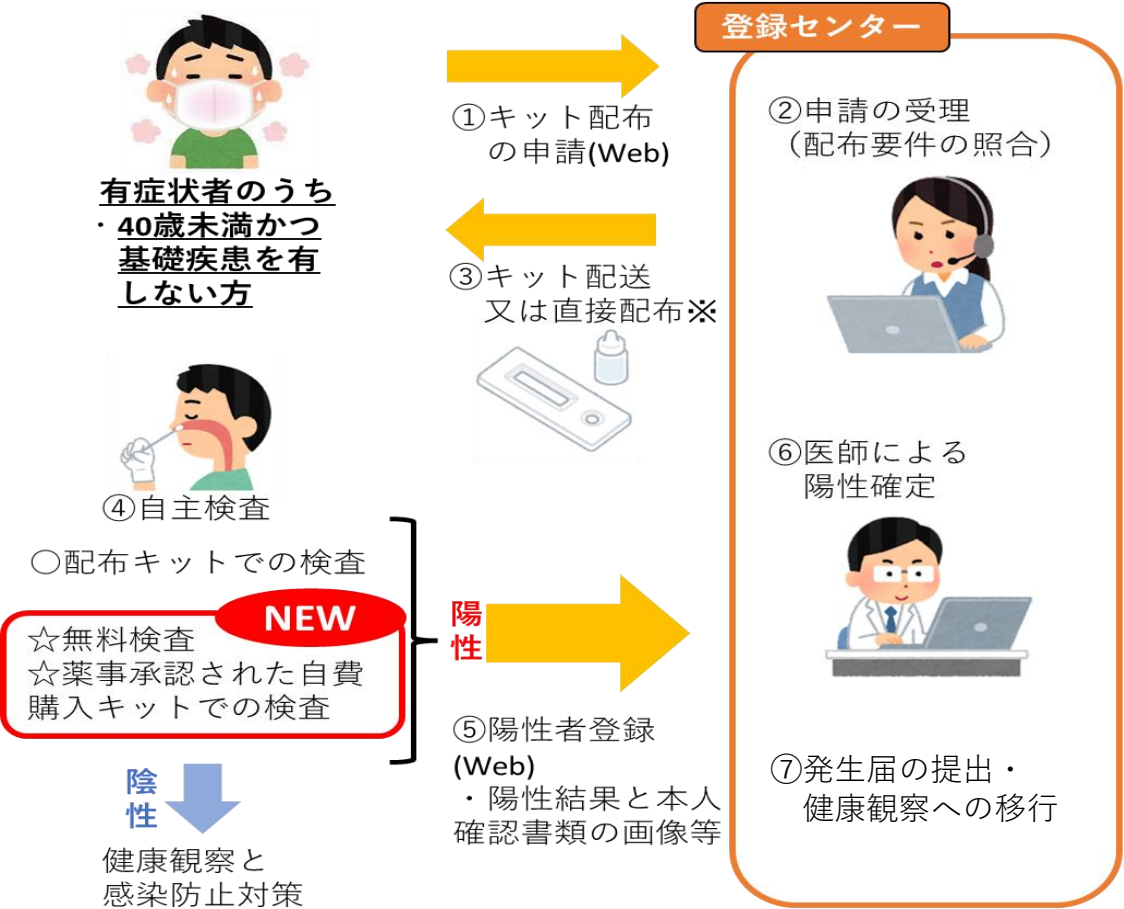 登録センター
①キット配布
の申請(Web)
②申請の受理
（配布要件の照合）
有症状者のうち
・40歳未満かつ
基礎疾患を有
しない方
③キット配送
又は直接配布※
④自主検査
〇配布キットでの検査
NEW
☆無料検査
☆薬事承認された自費
購入キットでの検査
陽
性
⑤陽性者登録
(Web)
・陽性結果と本人
確認書類の画像等
⑥医師による
陽性確定
⑦発生届の提出・
健康観察への移行
陰
性
健康観察と
感染防止対策